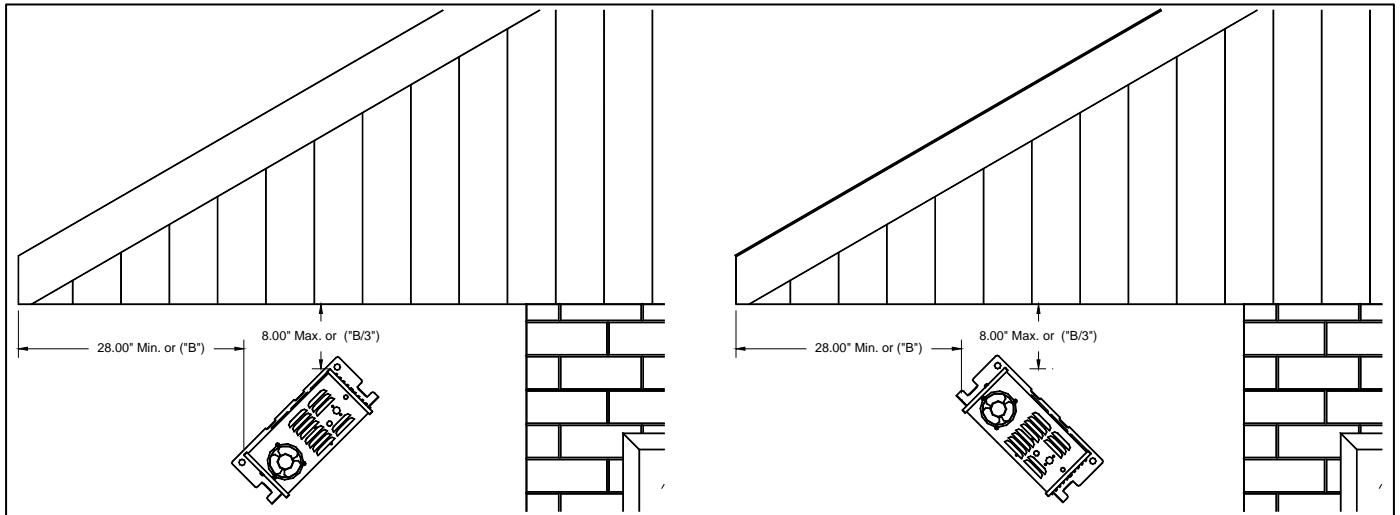 8.00" Max. or ("B/3")
28.00" Min. or ("B")
8.00" Max. or ("B/3")
28.00" Min. or ("B")